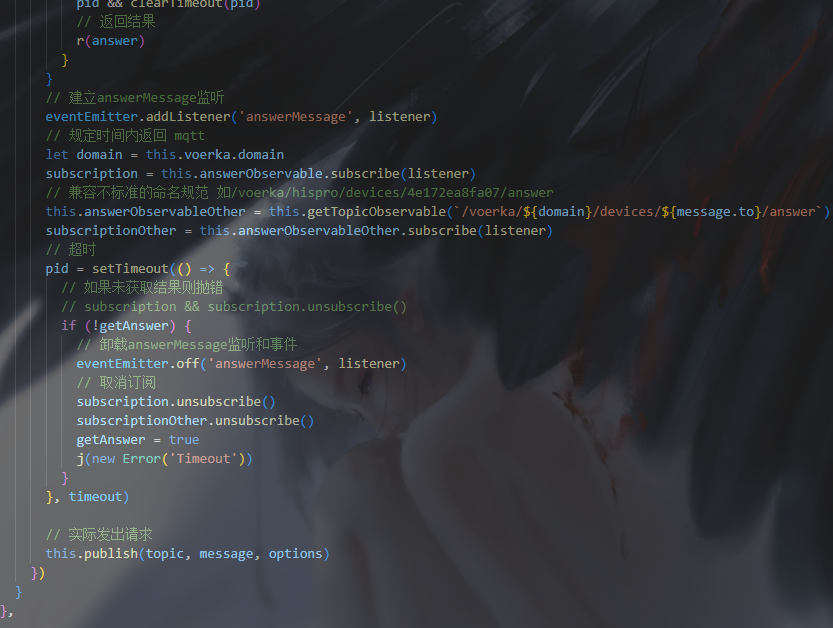 pid && clearTimeout(pid)
// 返回结果
r(answer)
}
}
// 建立answerMessage监听
eventEmitter.addListener('answerMessage', listener)
// 规定时间内返回 mqtt
let domain = this.voerka.domain
subscription = this.answerObservable.subscribe(listener)
// 兼容不标准的命名规范 如/voerka/hispro/devices/4e172ea8fa07/answer
this.answerObservableOther = this.getTopicObservable(`/voerka/${domain}/devices/${message.to}/answer`)
subscriptionOther = this.answerObservableOther.subscribe(listener)
// 超时
pid = setTimeout(() => {
// 如果未获取结果则抛错
// subscription && subscription.unsubscribe()
if (!getAnswer) {
// 卸载answerMessage监听和事件
eventEmitter.off('answerMessage', listener)
// 取消订阅
subscription.unsubscribe()
subscriptionOther.unsubscribe()
getAnswer = true
j(new Error('Timeout'))
}
}, timeout)
// 实际发出请求
this.publish(topic, message, options)
})
}
},